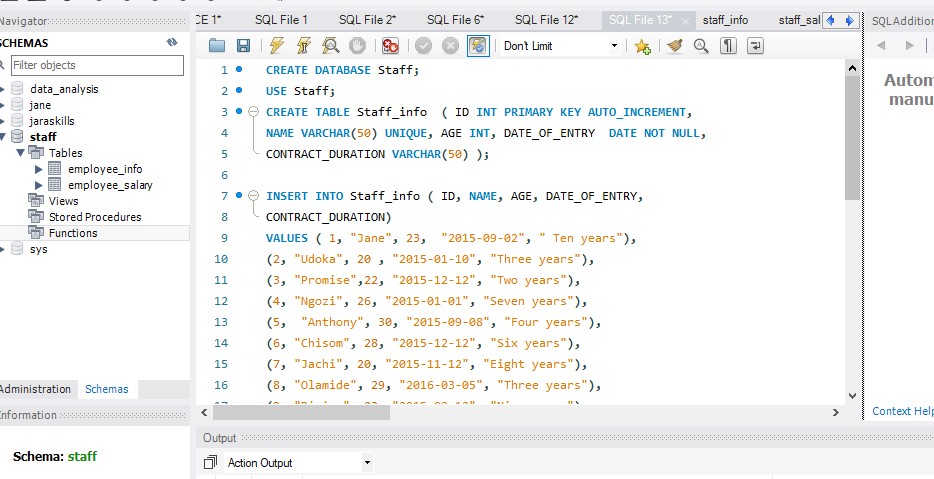 Navigator
SCHEMAS
Filter objects
data_analysis
jane
jaraskills
staff
Tables
employee_info
employee_salary
Views
Stored Procedures
Functions
sys
Administration Schemas
Information
Schema: staff
CE 1* SQL File 1 SQL File 2* SQL File 6* SQL File 12* SQL File 13* staff_info staff_sal
Don't Limit
1 CREATE DATABASE Staff;
2 USE Staff;
3 CREATE TABLE Staff_info ( ID INT PRIMARY KEY AUTO_INCREMENT,
4 NAME VARCHAR(50) UNIQUE, AGE INT, DATE_OF_ENTRY DATE NOT NULL,
5 CONTRACT_DURATION VARCHAR(50) );
6
7 INSERT INTO Staff_info ( ID, NAME, AGE, DATE_OF_ENTRY,
8 CONTRACT_DURATION)
9 VALUES ( 1, "Jane", 23, "2015-09-02", " Ten years"),
10 (2, "Udoka", 20 , "2015-01-10", "Three years"),
11 (3, "Promise",22, "2015-12-12", "Two years"),
12 (4, "Ngozi", 26, "2015-01-01", "Seven years"),
13 (5, "Anthony", 30, "2015-09-08", "Four years"),
14 (6, "Chisom", 28, "2015-12-12", "Six years"),
15 (7, "Jachi", 20, "2015-11-12", "Eight years"),
16 (8, "Olamide", 29, "2016-03-05", "Three years"),
Output
Action Output
SQLAddition
Autom
manu
Context Help